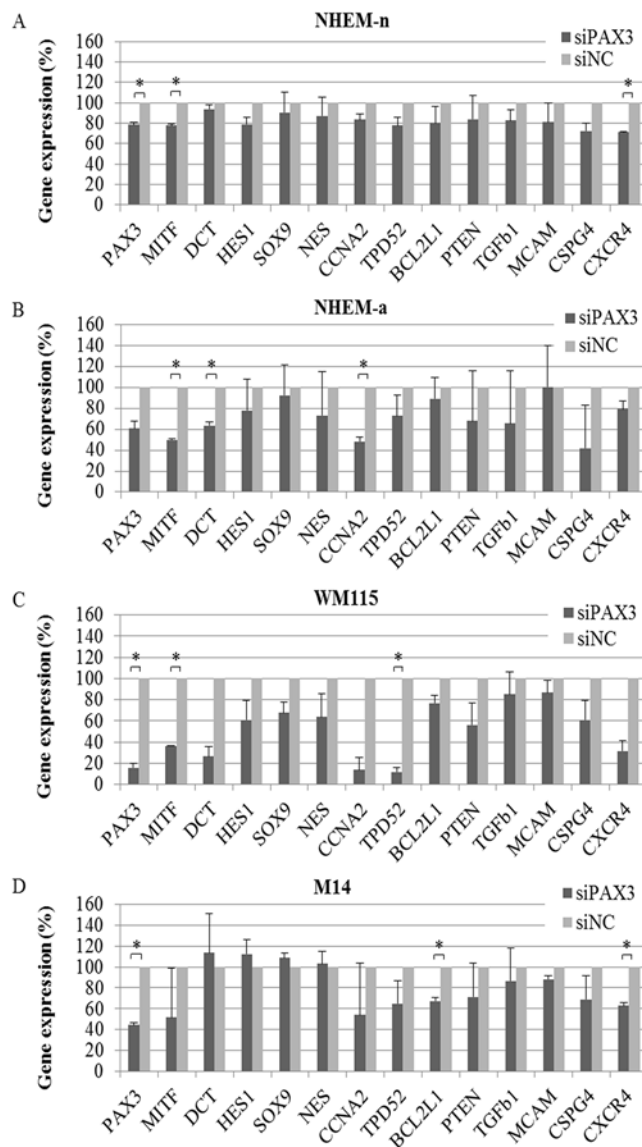 A
NHEM-n
Gene expression (%)
160
140
120
100
80
60
40
20
0
siPAX3
siNC
* * *
PAX3 MITF DCT HES1 SOX9 NES CCNA2 TPD52 BCL2L1 PTEN TGFb1 MCAM CSPG4 CXCR4
B
NHEM-a
Gene expression (%)
160
140
120
100
80
60
40
20
0
siPAX3
siNC
* * *
PAX3 MITF DCT HES1 SOX9 NES CCNA2 TPD52 BCL2L1 PTEN TGFb1 MCAM CSPG4 CXCR4
C
WM115
Gene expression (%)
160
140
120
100
80
60
40
20
0
siPAX3
siNC
* * *
PAX3 MITF DCT HES1 SOX9 NES CCNA2 TPD52 BCL2L1 PTEN TGFb1 MCAM CSPG4 CXCR4
D
M14
Gene expression (%)
160
140
120
100
80
60
40
20
0
siPAX3
siNC
* * *
PAX3 MITF DCT HES1 SOX9 NES CCNA2 TPD52 BCL2L1 PTEN TGFb1 MCAM CSPG4 CXCR4